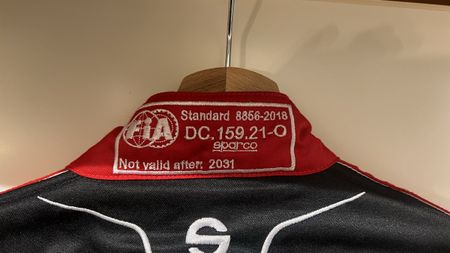 FiA
Standard 8856-2018
DC.159.21-O
sparco
Not valid after: 2031
S